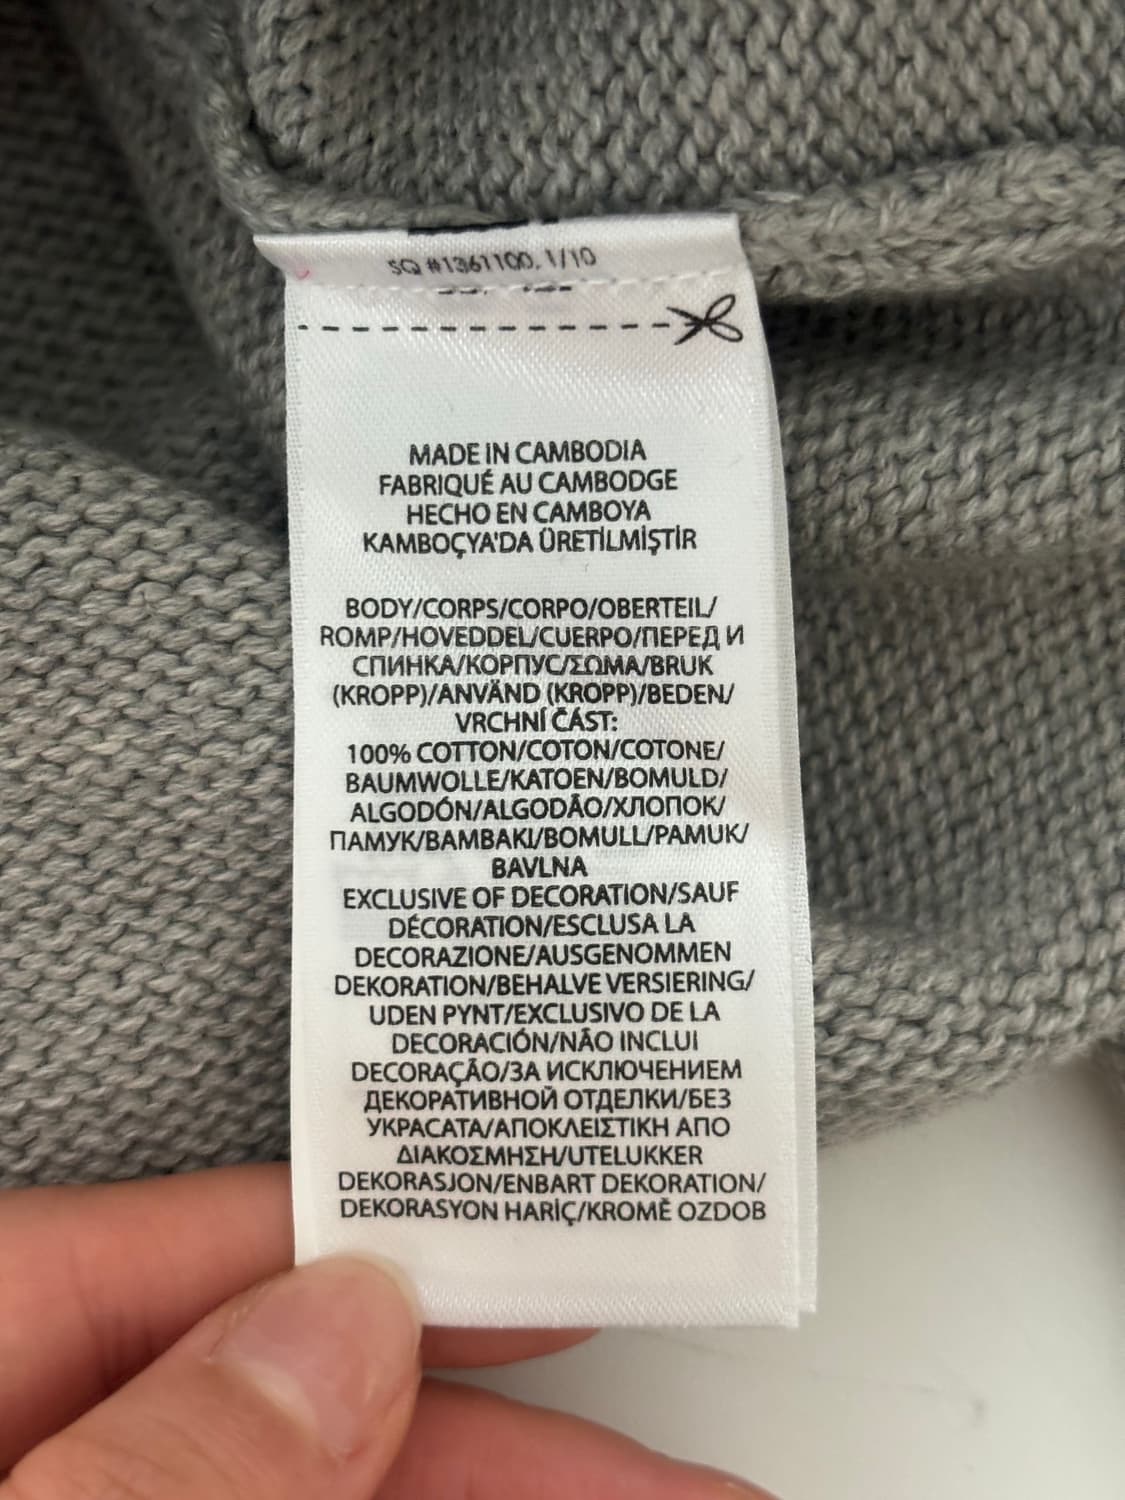 SQ #1361100, 1/10
MADE IN CAMBODIA
FABRIQUÉ AU CAMBODGE
HECHO EN CAMBOYA
KAMBOÇYA'DA ÜRETİLMİŞTİR
BODY/CORPS/CORPO/OBERTEIL/
ROMP/HOVEDDEL/CUERPO/ПЕРЕД И
СПИНКА/КОРПУС/ΣΩΜΑ/BRUK
(KROPP)/ANVÄND (KROPP)/BEDEN/
VRCHNÍ ČÁST:
100% COTTON/COTON/COTONE/
BAUMWOLLE/KATOEN/BOMULD/
ALGODÓN/ALGODÃO/ХЛОПОК/
ПАМУК/ΒΑΜΒΑΚΙ/BOMULL/PAMUK/
BAVLNA
EXCLUSIVE OF DECORATION/SAUF
DÉCORATION/ESCLUSA LA
DECORAZIONE/AUSGENOMMEN
DEKORATION/BEHALVE VERSIERING/
UDEN PYNT/EXCLUSIVO DE LA
DECORACIÓN/NÃO INCLUI
DECORAÇÃO/ЗА ИСКЛЮЧЕНИЕМ
ДЕКОРАТИВНОЙ ОТДЕЛКИ/БЕЗ
УКРАСАТА/ΑΠΟΚΛΕΙΣΤΙΚΗ ΑΠΟ
ΔΙΑΚΟΣΜΗΣΗ/UTELUKKER
DEKORASJON/ENBART DEKORATION/
DEKORASYON HARİÇ/KROMĚ OZDOB